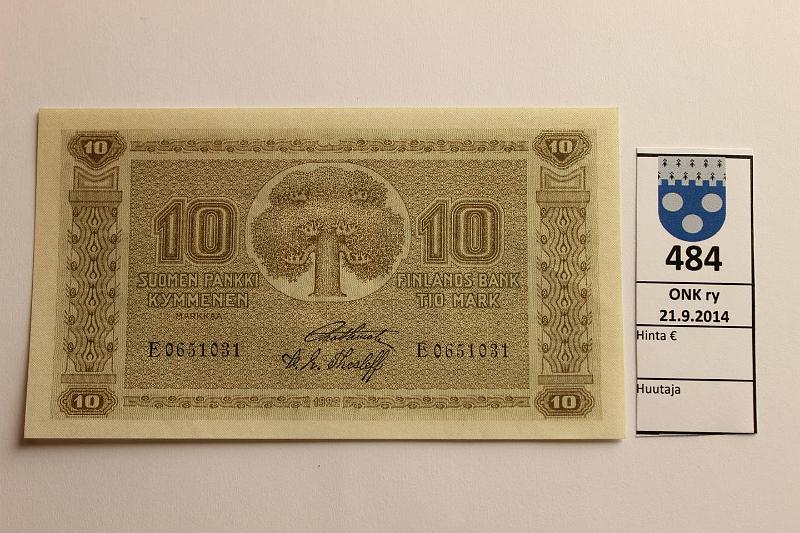 10 10
10 10
SUOMEN PANKKI FINLANDS BANK
KYMMENEN TIO MARK
MARKKAA
E0651031 E0651031
10 1922 10
484
ONK ry
21.9.2014
Hinta €
Huutaja